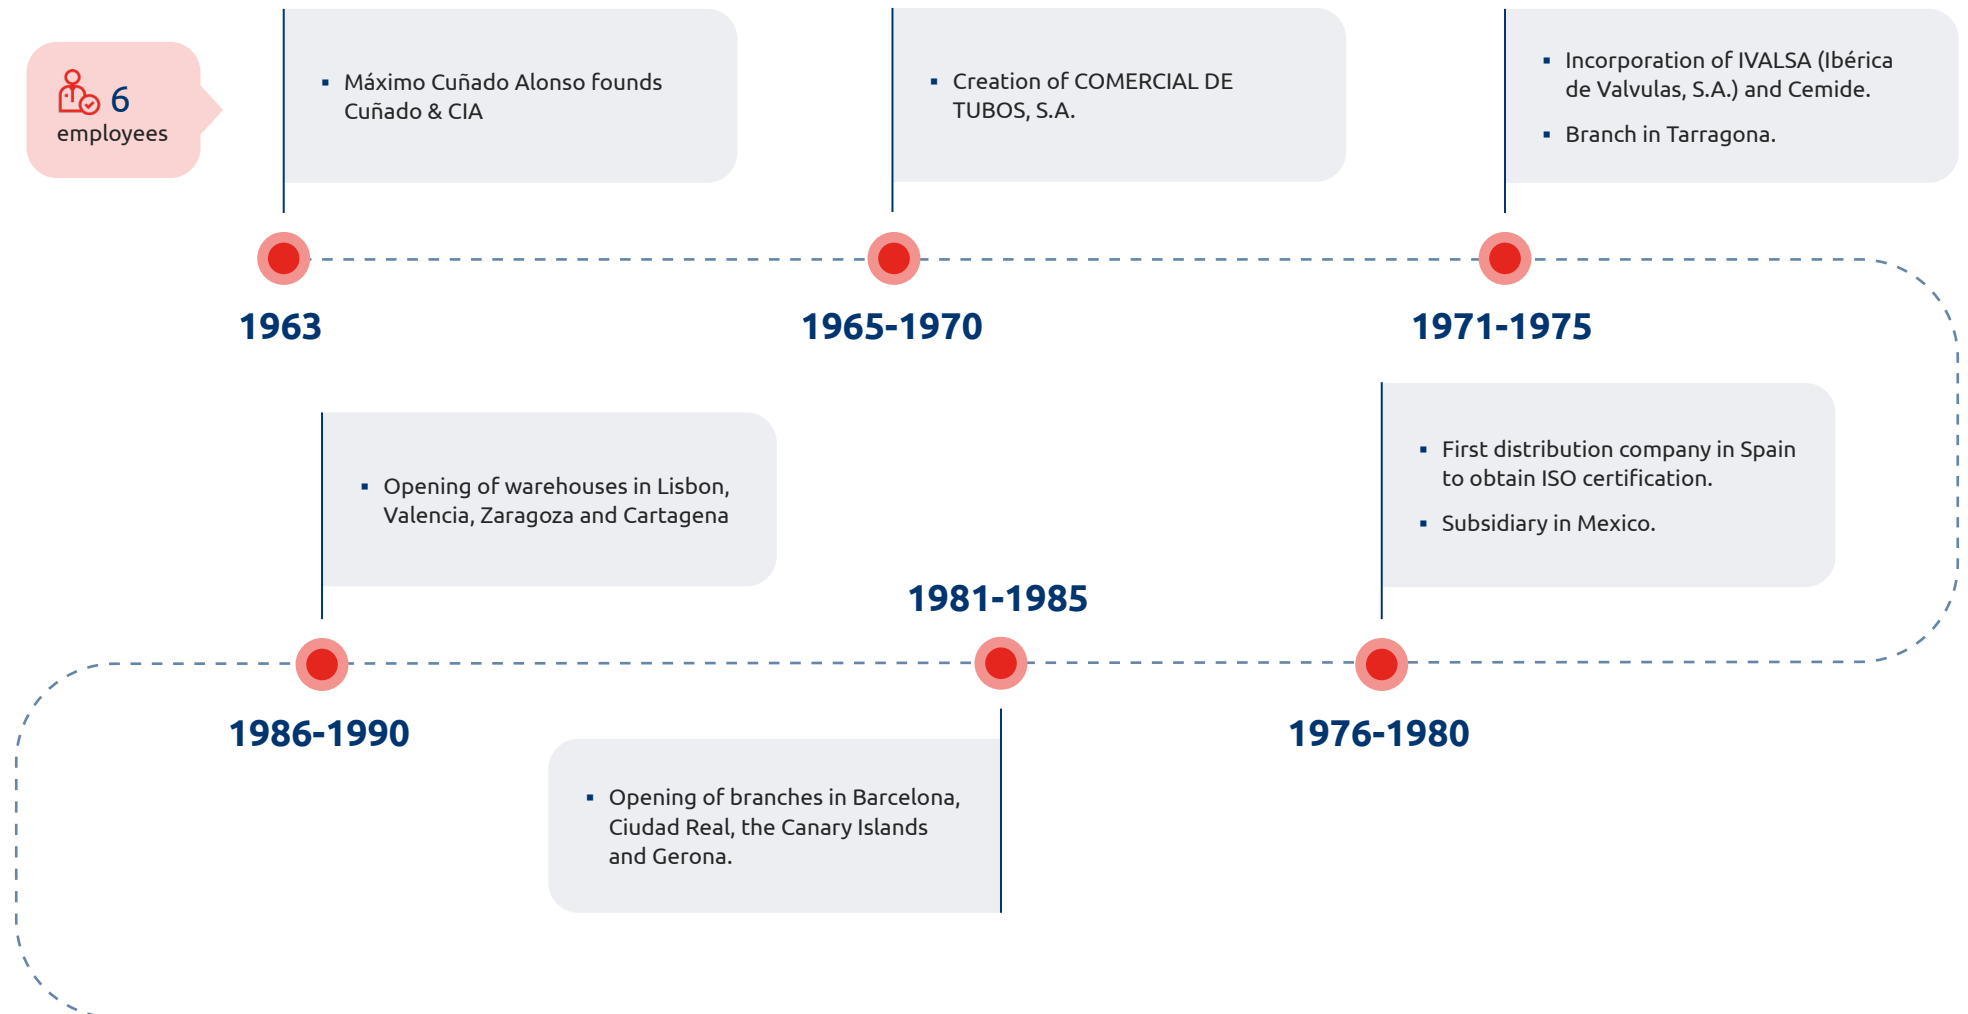 6
employees
▪ Máximo Cuñado Alonso founds
Cuñado & CIA
1963
▪ Creation of COMERCIAL DE
TUBOS, S.A.
1965-1970
▪ Incorporation of IVALSA (Ibérica
de Valvulas, S.A.) and Cemide.
▪ Branch in Tarragona.
1971-1975
▪ First distribution company in Spain
to obtain ISO certification.
▪ Subsidiary in Mexico.
1976-1980
1981-1985
▪ Opening of branches in Barcelona,
Ciudad Real, the Canary Islands
and Gerona.
▪ Opening of warehouses in Lisbon,
Valencia, Zaragoza and Cartagena
1986-1990